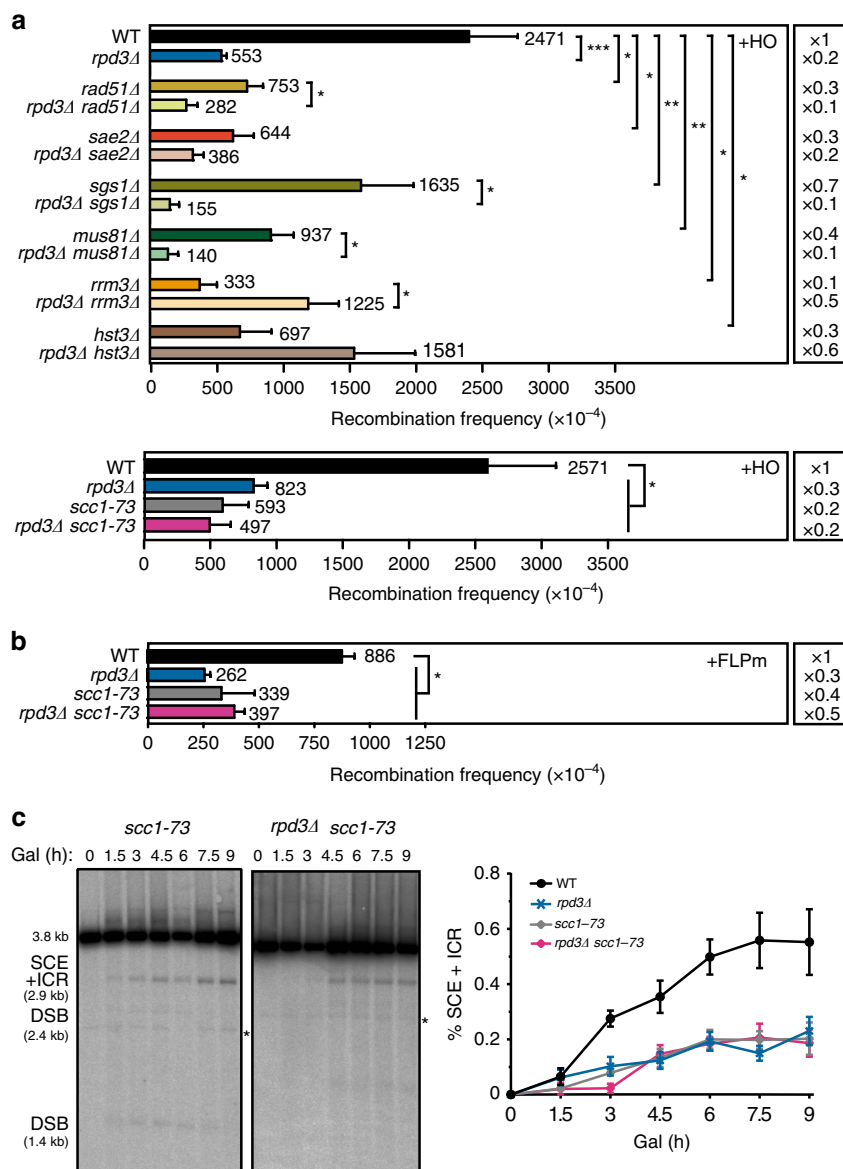 a
WT 2471 *** * * ** ** * * +HO ×1
rpd3Δ 553 ×0.2
rad51Δ 753 * ×0.3
rpd3Δ rad51Δ 282 ×0.1
sae2Δ 644 ×0.3
rpd3Δ sae2Δ 386 ×0.2
sgs1Δ 1635 * ×0.7
rpd3Δ sgs1Δ 155 ×0.1
mus81Δ 937 * ×0.4
rpd3Δ mus81Δ 140 ×0.1
rrm3Δ 333 * ×0.1
rpd3Δ rrm3Δ 1225 ×0.5
hst3Δ 697 ×0.3
rpd3Δ hst3Δ 1581 ×0.6
0 500 1000 1500 2000 2500 3000 3500
Recombination frequency (×10⁻⁴)
WT 2571 * +HO ×1
rpd3Δ 823 ×0.3
scc1-73 593 ×0.2
rpd3Δ scc1-73 497 ×0.2
0 500 1000 1500 2000 2500 3000 3500
Recombination frequency (×10⁻⁴)
b
WT 886 * +FLPm ×1
rpd3Δ 262 ×0.3
scc1-73 339 ×0.4
rpd3Δ scc1-73 397 ×0.5
0 250 500 750 1000 1250
Recombination frequency (×10⁻⁴)
c
scc1-73 rpd3Δ scc1-73
Gal (h): 0 1.5 3 4.5 6 7.5 9 0 1.5 3 4.5 6 7.5 9
3.8 kb
SCE
+ICR
(2.9 kb)
DSB *
(2.4 kb) *
DSB
(1.4 kb)
WT
rpd3Δ
scc1–73
rpd3Δ scc1–73
% SCE + ICR
0.8
0.6
0.4
0.2
0
0 1.5 3 4.5 6 7.5 9
Gal (h)